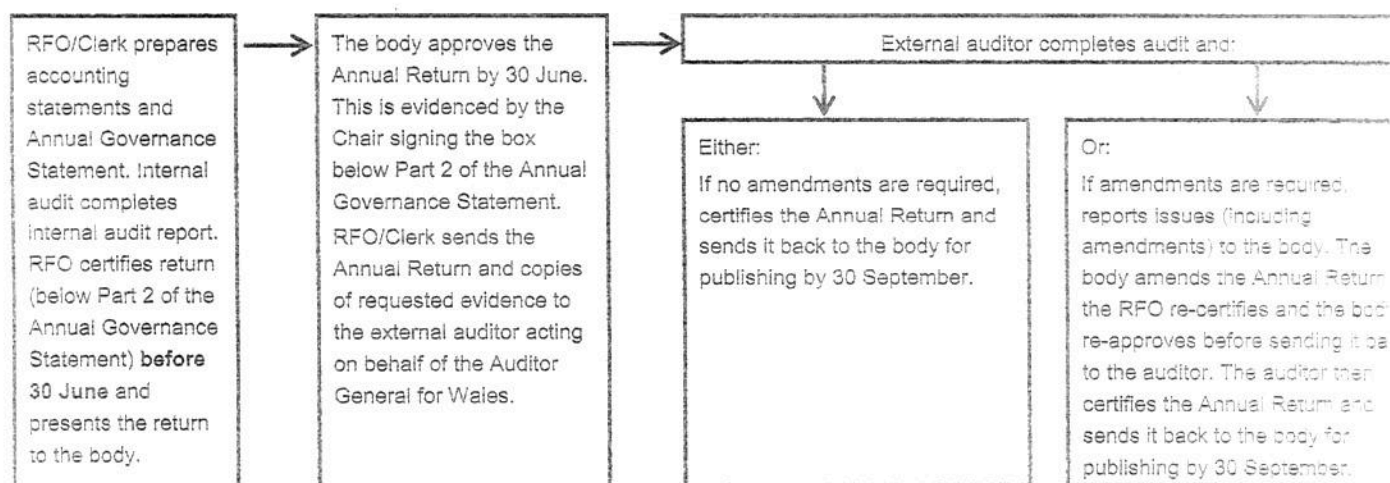 RFO/Clerk prepares
accounting
statements and
Annual Governance
Statement. Internal
audit completes
internal audit report.
RFO certifies return
(below Part 2 of the
Annual Governance
Statement) before
30 June and
presents the return
to the body.
The body approves the
Annual Return by 30 June.
This is evidenced by the
Chair signing the box
below Part 2 of the Annual
Governance Statement.
RFO/Clerk sends the
Annual Return and copies
of requested evidence to
the external auditor acting
on behalf of the Auditor
General for Wales.
External auditor completes audit and:
Either:
If no amendments are required,
certifies the Annual Return and
sends it back to the body for
publishing by 30 September.
Or:
If amendments are required,
reports issues (including
amendments) to the body. The
body amends the Annual Return
the RFO re-certifies and the
re-approves before sending it
to the auditor. The auditor then
certifies the Annual Return and
sends it back to the body for
publishing by 30 September.